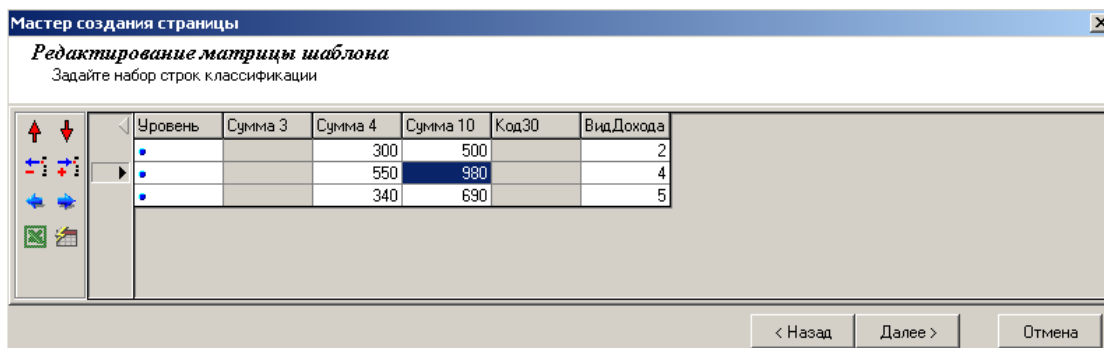 Мастер создания страницы
Редактирование матрицы шаблона
Задайте набор строк классификации
Уровень Сумма 3 Сумма 4 Сумма 10 Код30 ВидДохода
300 500 2
550 980 4
340 690 5
< Назад Далее > Отмена